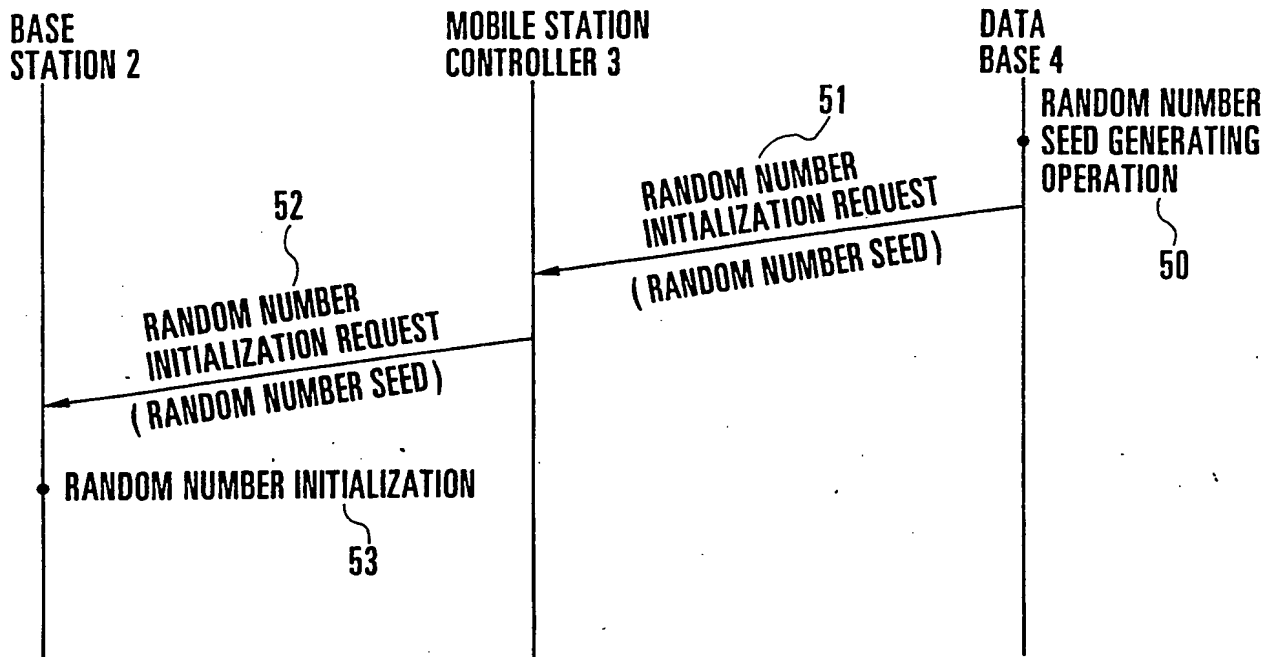 BASE
STATION 2
MOBILE STATION
CONTROLLER 3
DATA
BASE 4
RANDOM NUMBER
SEED GENERATING
OPERATION
50
51
RANDOM NUMBER
INITIALIZATION REQUEST
( RANDOM NUMBER SEED )
52
RANDOM NUMBER
INITIALIZATION REQUEST
( RANDOM NUMBER SEED )
RANDOM NUMBER INITIALIZATION
53